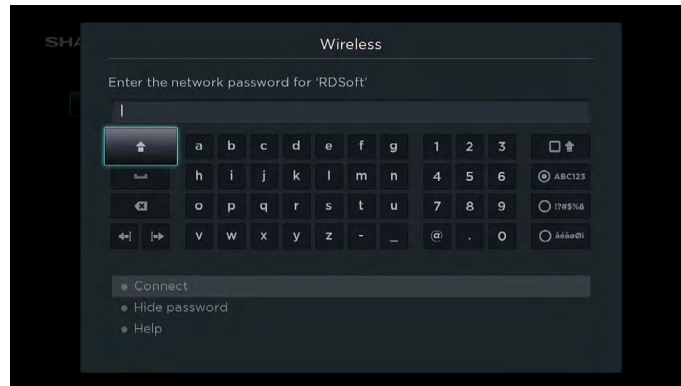 SHA
Wireless
Enter the network password for 'RDSoft'
a b c d e f g 1 2 3
h i j k l m n 4 5 6 ABC123
o p q r s t u 7 8 9 !?#$%&
v w x y z - _ @ . 0 āéåøØï
Connect
Hide password
Help